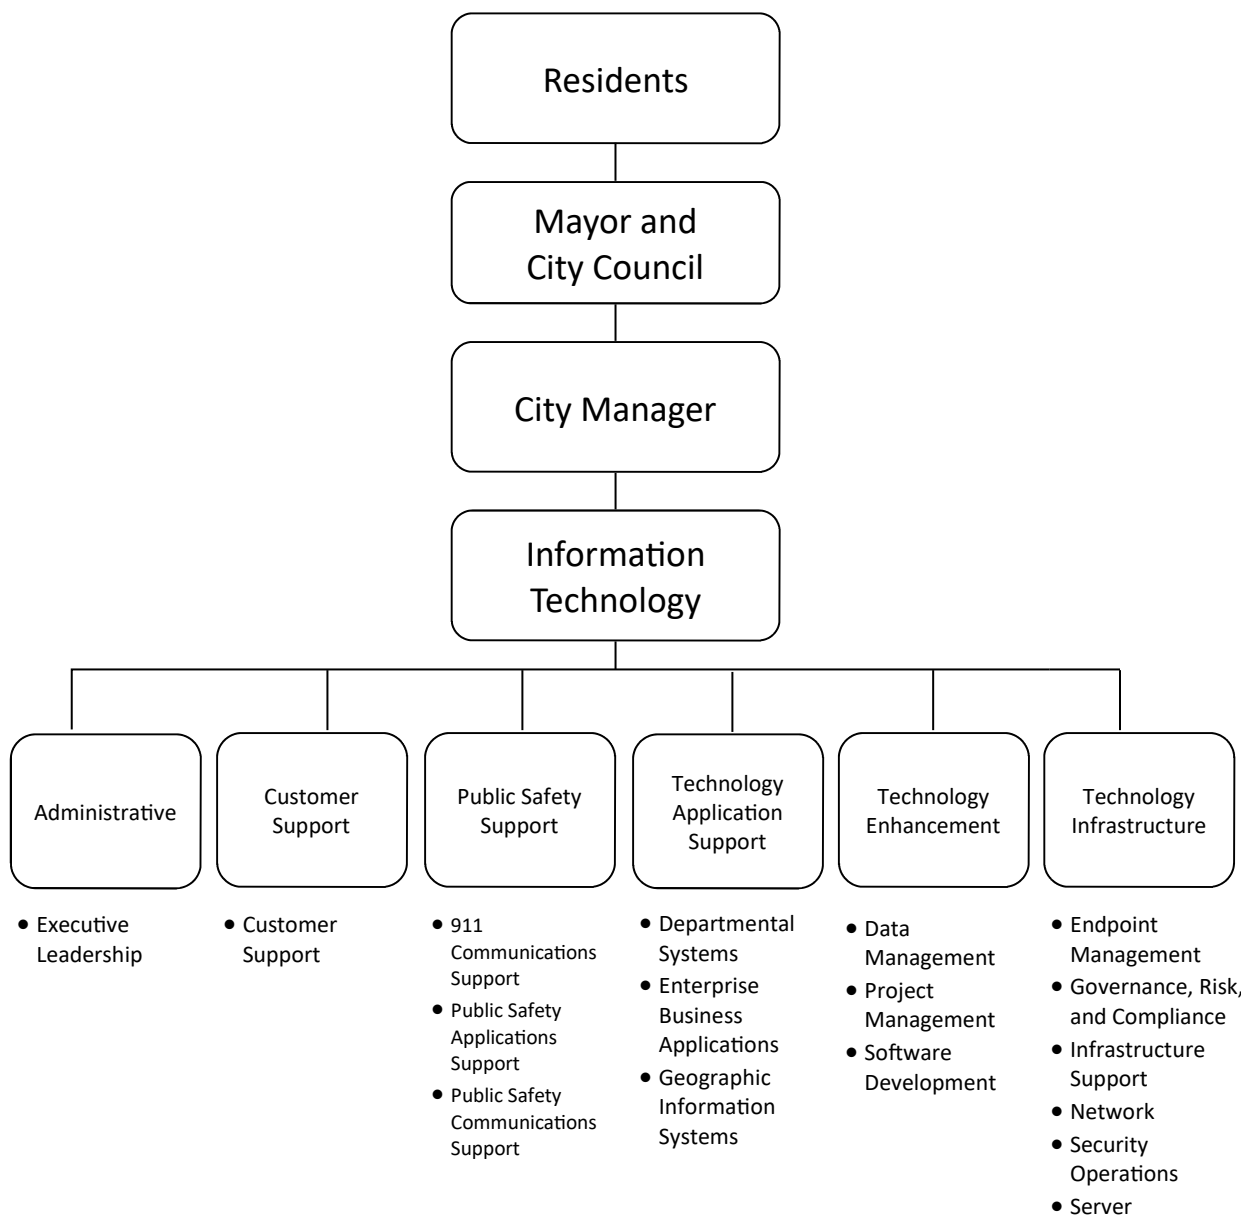 Residents
Mayor and
City Council
City Manager
Information
Technology
Administrative
Customer
Support
Public Safety
Support
Technology
Application
Support
Technology
Enhancement
Technology
Infrastructure
• Executive
Leadership
• Customer
Support
• 911
Communications
Support
• Public Safety
Applications
Support
• Public Safety
Communications
Support
• Departmental
Systems
• Enterprise
Business
Applications
• Geographic
Information
Systems
• Data
Management
• Project
Management
• Software
Development
• Endpoint
Management
• Governance, Risk,
and Compliance
• Infrastructure
Support
• Network
• Security
Operations
• Server